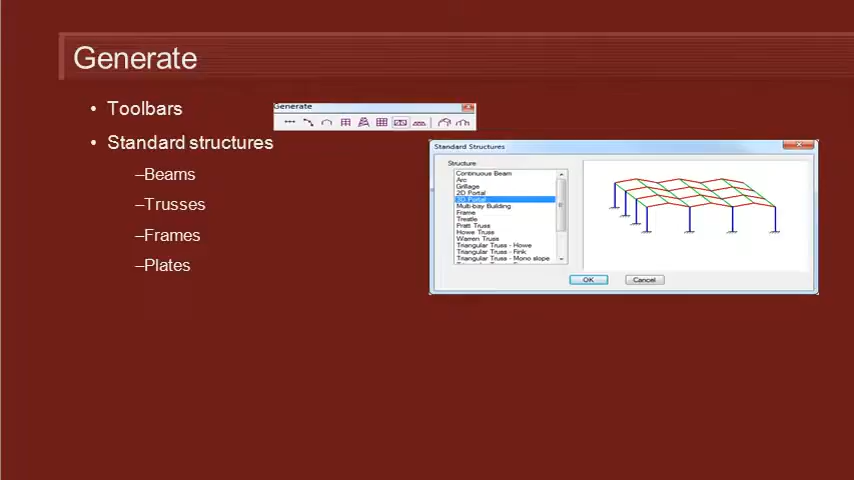 Generate
• Toolbars
Generate
• Standard structures
–Beams
–Trusses
–Frames
–Plates
Standard Structures
Structure
Continuous Beam
Arc
Grillage
2D Portal
3D Portal
Multi-bay Building
Frame
Trestle
Pratt Truss
Howe Truss
Warren Truss
Triangular Truss - Howe
Triangular Truss - Fink
Triangular Truss - Mono slope
OK
Cancel